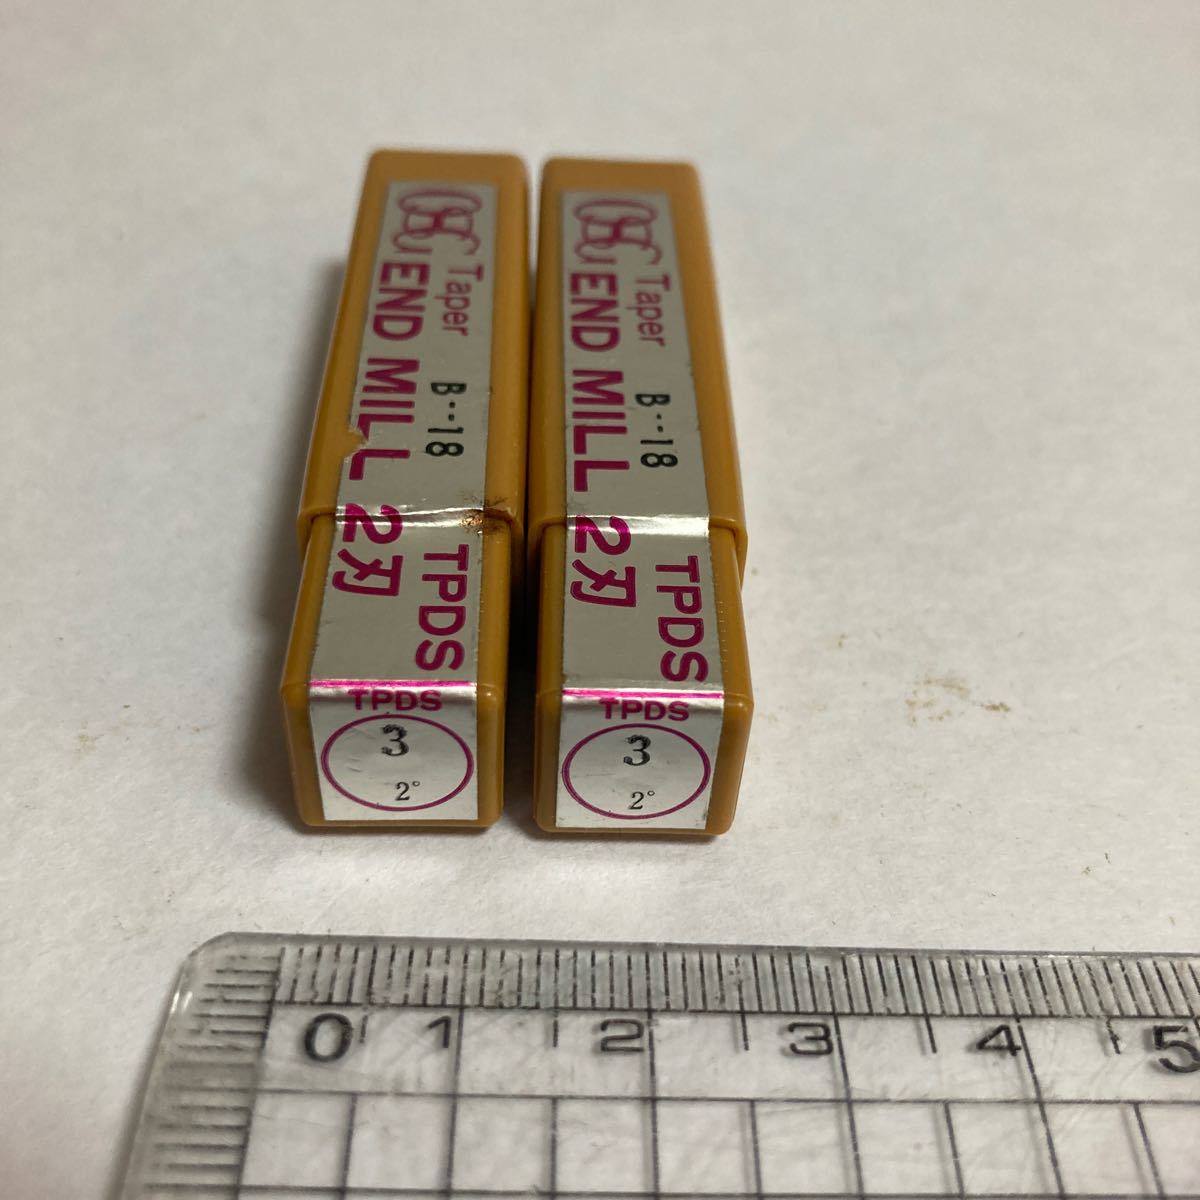 OSG
Taper B--18
END MILL 2刃
TPDS
TPDS
3
2°
OSG
Taper B--18
END MILL 2刃
TPDS
TPDS
3
2°
0 1 2 3 4 5